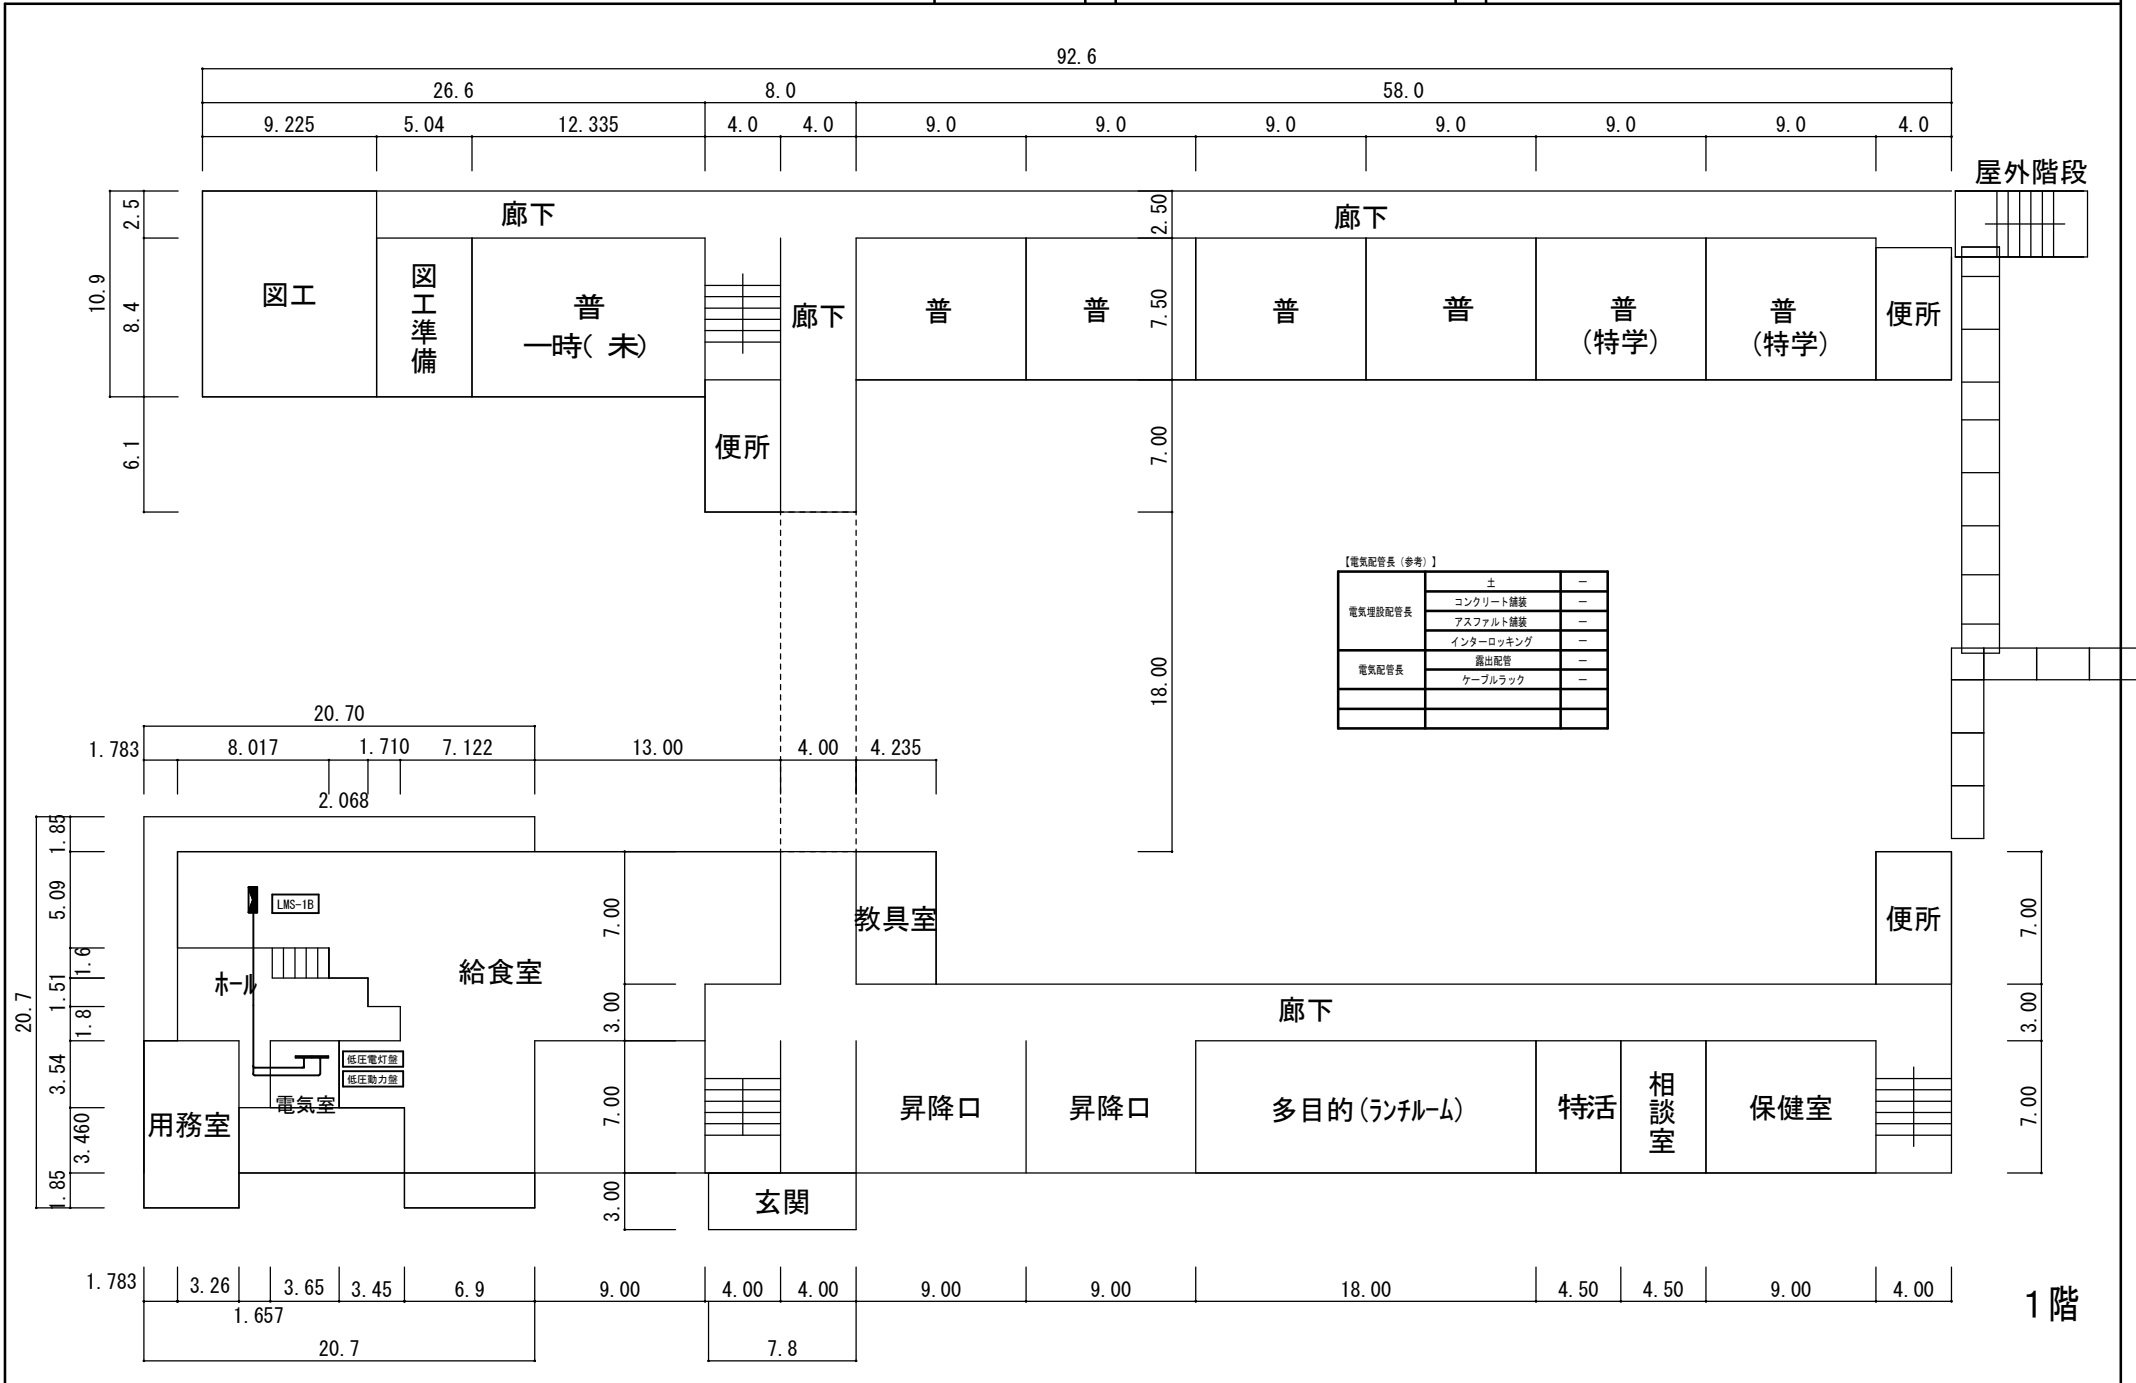 92.6
26.6 8.0 58.0
9.225 5.04 12.335 4.0 4.0 9.0 9.0 9.0 9.0 9.0 9.0 4.0
屋外階段
2.5
10.9
8.4
6.1
廊下
2.50
廊下
図工
図工準備
普
一時( 未)
廊下
普
普
7.50
普
普
普
(特学)
普
(特学)
便所
便所
7.00
18.00
【電気配管長（参考）】
電気埋設配管長
土 －
コンクリート舗装 －
アスファルト舗装 －
インターロッキング －
電気配管長
露出配管 －
ケーブルラック －
20.70
1.783 8.017 1.710 7.122 13.00 4.00 4.235
2.068
1.85
5.09
1.6
1.51
1.8
20.7
3.54
3.460
1.85
LMS-1B
ホール
給食室
7.00
3.00
7.00
3.00
教具室
便所
7.00
3.00
7.00
廊下
低圧電灯盤
低圧動力盤
電気室
用務室
昇降口
昇降口
多目的(ランチルーム)
特活
相談室
保健室
玄関
1.783 3.26 3.65 3.45 6.9 9.00 4.00 4.00 9.00 9.00 18.00 4.50 4.50 9.00 4.00
1.657
20.7 7.8
1階